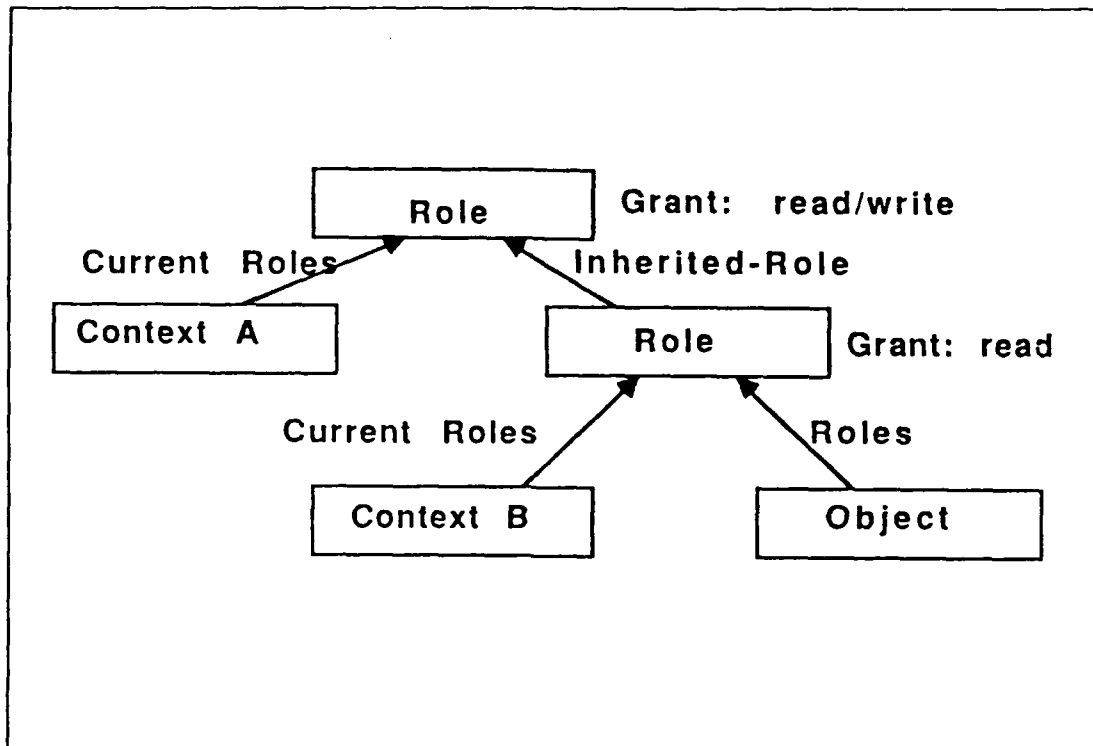 Role
Grant: read/write
Current Roles
Inherited-Role
Context A
Role
Grant: read
Current Roles
Roles
Context B
Object